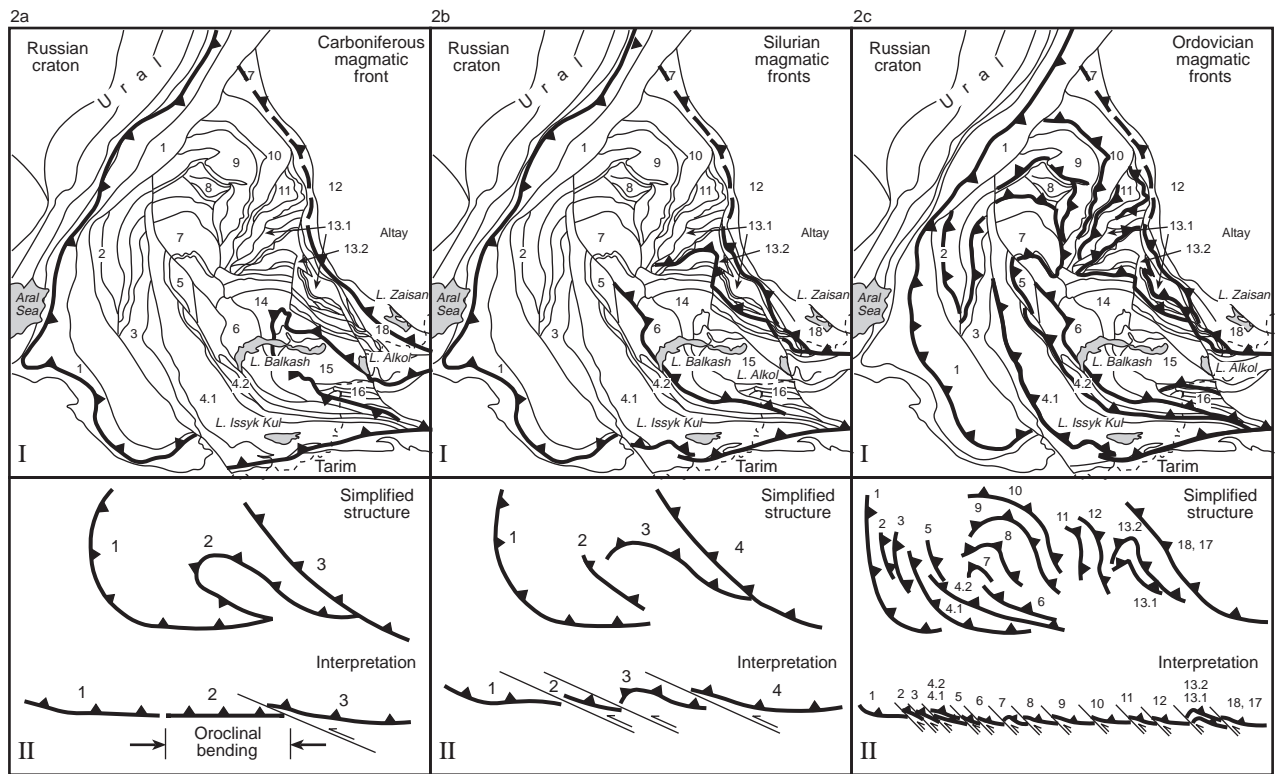 2a
Russian
craton
Carboniferous
magmatic
front
Ural
7
1
9
10
8
11
12
2
13.1
Altay
13.2
7
5
Aral
Sea
14
L. Zaisan
3
6
18
L. Balkash
15
L. Alkol
1
4.2
16
4.1
L. Issyk Kul
I
Tarim
Simplified
structure
1
2
3
Interpretation
1
2
3
Oroclinal
bending
II
2b
Russian
craton
Silurian
magmatic
fronts
Ural
7
1
9
10
8
11
12
2
13.1
Altay
13.2
7
5
Aral
Sea
14
L. Zaisan
3
6
18
L. Balkash
15
L. Alkol
1
4.2
16
4.1
L. Issyk Kul
I
Tarim
Simplified
structure
1
2
3
4
Interpretation
1
2
3
4
II
2c
Russian
craton
Ordovician
magmatic
fronts
Ural
7
1
9
10
8
11
12
2
13.1
Altay
13.2
7
5
Aral
Sea
14
L. Zaisan
3
6
18
L. Balkash
15
L. Alkol
1
4.2
16
4.1
L. Issyk Kul
I
Tarim
Simplified
structure
1
2
3
5
9
10
8
7
11
12
13.2
18, 17
4.2
4.1
6
13.1
Interpretation
1
2
3
4.2
4.1
5
6
7
8
9
10
11
12
13.2
13.1
18, 17
II